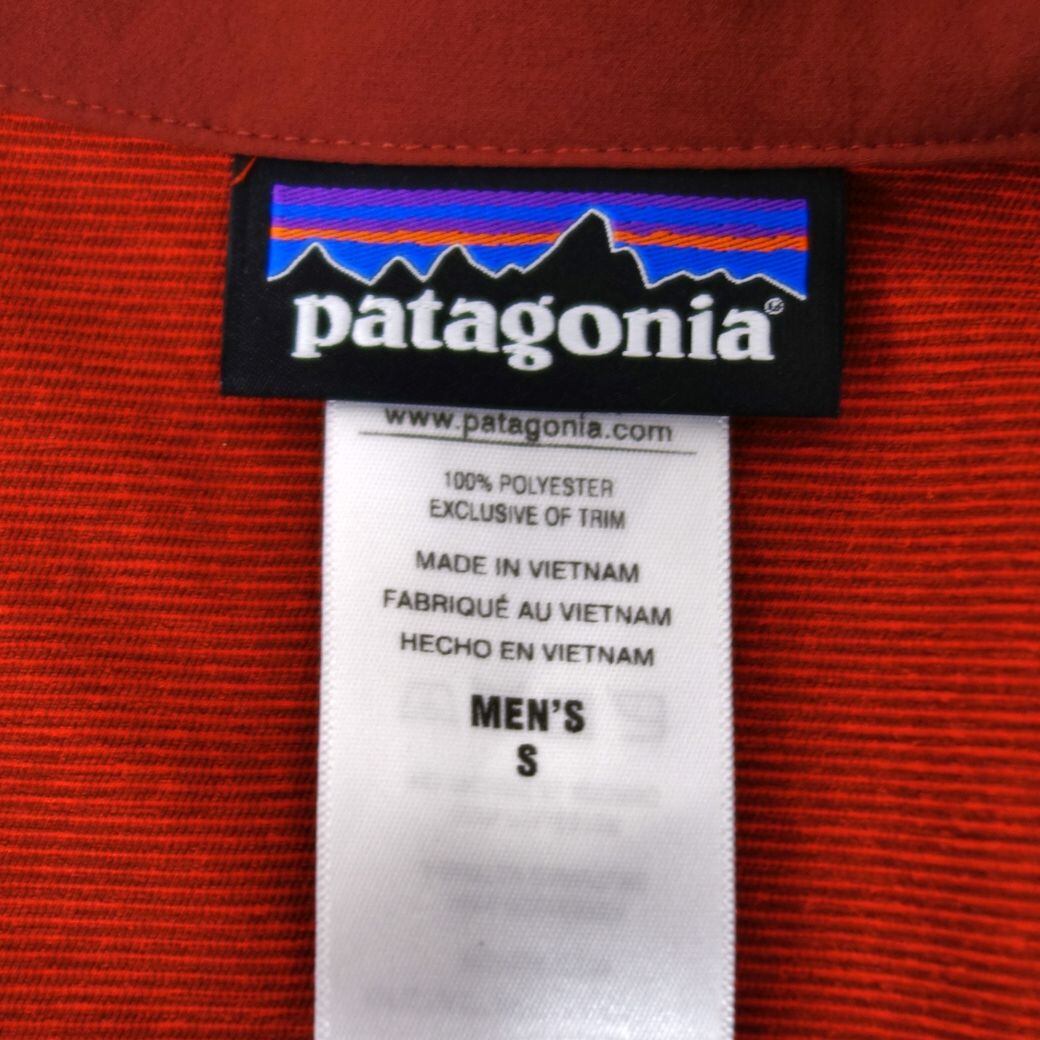 patagonia®
www.patagonia.com
100% POLYESTER
EXCLUSIVE OF TRIM
MADE IN VIETNAM
FABRIQUÉ AU VIETNAM
HECHO EN VIETNAM
MEN'S
S